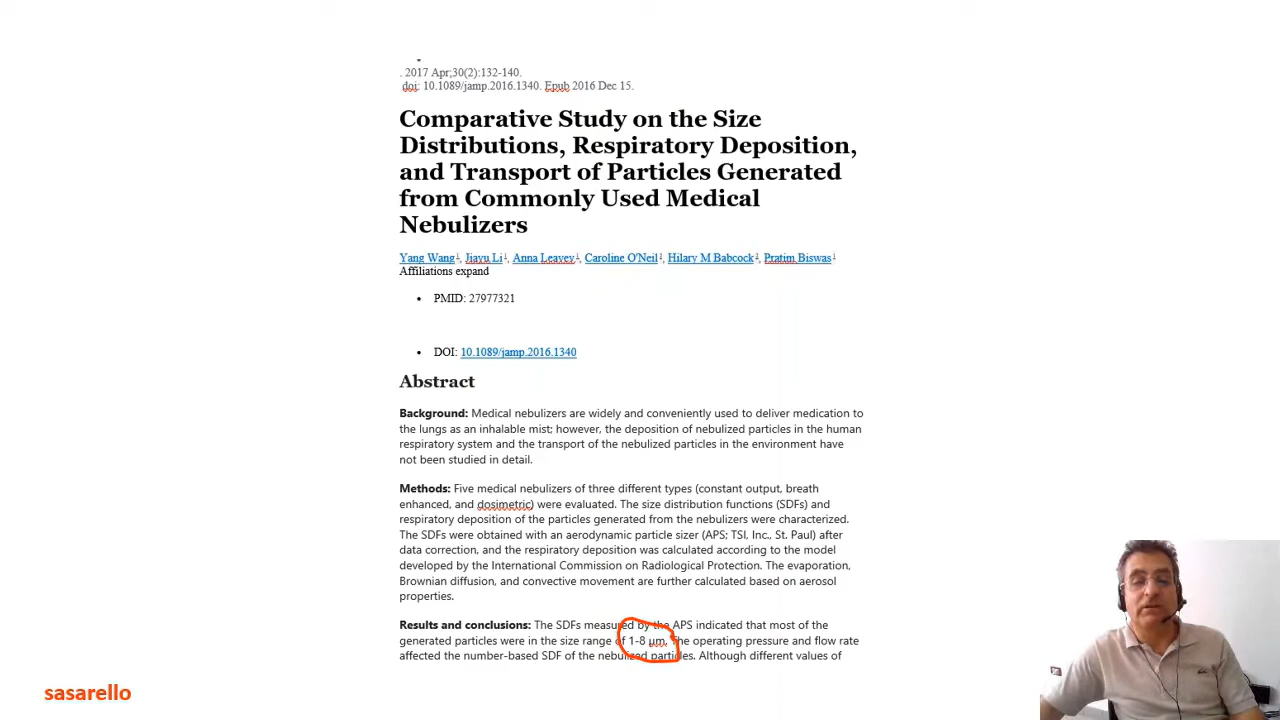 . 2017 Apr;30(2):132-140.
doi: 10.1089/jamp.2016.1340. Epub 2016 Dec 15.
Comparative Study on the Size
Distributions, Respiratory Deposition,
and Transport of Particles Generated
from Commonly Used Medical
Nebulizers
Yang Wang 1, Jiayu Li 1, Anna Leavey 1, Caroline O'Neil 2, Hilary M Babcock 2, Pratim Biswas 1
Affiliations expand
• PMID: 27977321
• DOI: 10.1089/jamp.2016.1340
Abstract
Background: Medical nebulizers are widely and conveniently used to deliver medication to
the lungs as an inhalable mist; however, the deposition of nebulized particles in the human
respiratory system and the transport of the nebulized particles in the environment have
not been studied in detail.
Methods: Five medical nebulizers of three different types (constant output, breath
enhanced, and dosimetric) were evaluated. The size distribution functions (SDFs) and
respiratory deposition of the particles generated from the nebulizers were characterized.
The SDFs were obtained with an aerodynamic particle sizer (APS; TSI, Inc., St. Paul) after
data correction, and the respiratory deposition was calculated according to the model
developed by the International Commission on Radiological Protection. The evaporation,
Brownian diffusion, and convective movement are further calculated based on aerosol
properties.
Results and conclusions: The SDFs measured by the APS indicated that most of the
generated particles were in the size range of 1-8 μm. The operating pressure and flow rate
affected the number-based SDF of the nebulized particles. Although different values of
sasarello